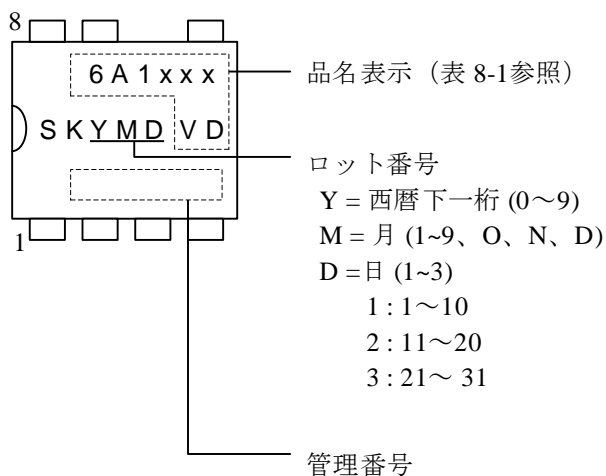 8
6A1xxx
品名表示（表 8-1参照）
SKYMD VD
ロット番号
Y = 西暦下一桁 (0～9)
M = 月 (1~9、O、N、D)
D =日 (1~3)
1 : 1～10
2 : 11～20
3 : 21～ 31
1
管理番号